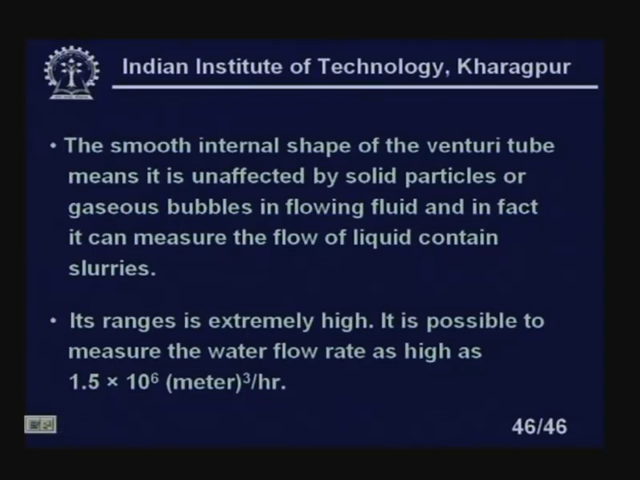 Indian Institute of Technology, Kharagpur
• The smooth internal shape of the venturi tube
means it is unaffected by solid particles or
gaseous bubbles in flowing fluid and in fact
it can measure the flow of liquid contain
slurries.
• Its ranges is extremely high. It is possible to
measure the water flow rate as high as
1.5 × 10⁶ (meter)³/hr.
46/46